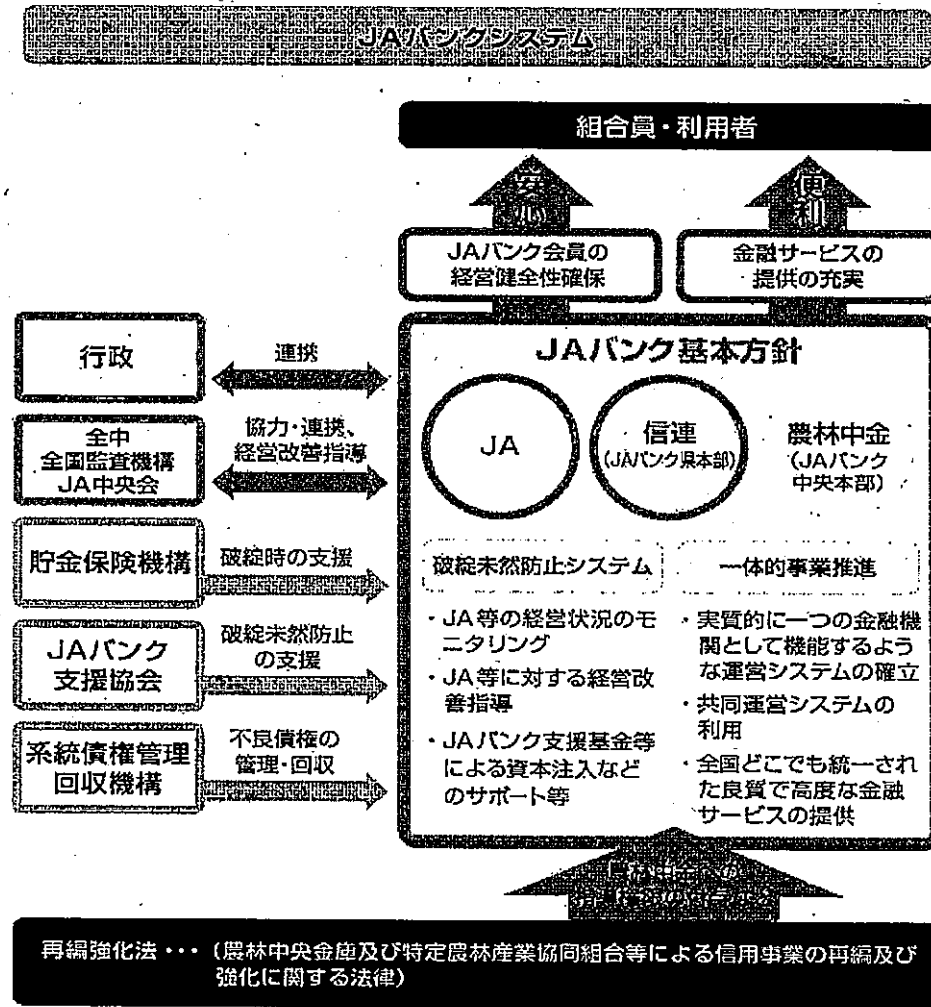 JAバンクシステム
組合員・利用者
安心
便利
JAバンク会員の
経営健全性確保
金融サービスの
提供の充実
行政
連携
全中
全国監査機構
JA中央会
協力・連携、
経営改善指導
貯金保険機構
破綻時の支援
JAバンク
支援協会
破綻未然防止
の支援
系統債権管理
回収機構
不良債権の
管理・回収
JAバンク基本方針
JA
信連
(JAバンク県本部)
農林中金
(JAバンク
中央本部)
破綻未然防止システム
・JA等の経営状況のモ
ニタリング
・JA等に対する経営改
善指導
・JAバンク支援基金等
による資本注入など
のサポート等
一体的事業推進
・実質的に一つの金融機
関として機能するよう
な運営システムの確立
・共同運営システムの
利用
・全国どこでも統一され
た良質で高度な金融
サービスの提供
農林中金への
再編強化法・・・(農林中央金庫及び特定農林産業協同組合等による信用事業の再編及び
強化に関する法律)